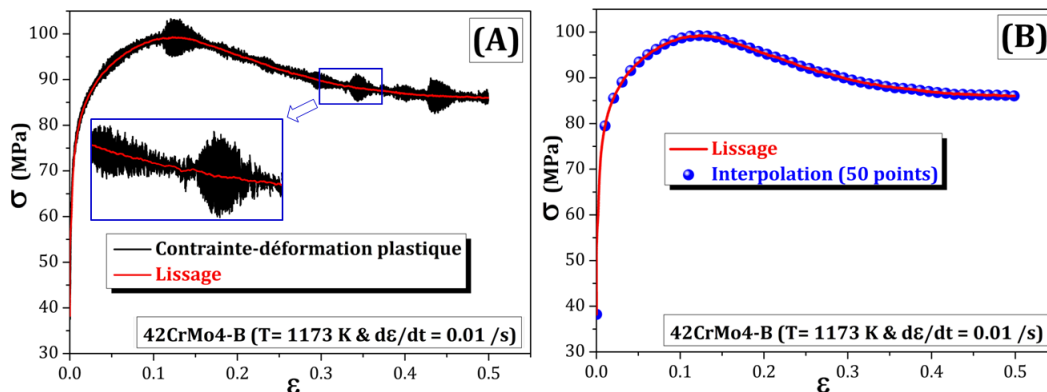 100
90
80
70
60
50
40
30
0.0
0.1
0.2
0.3
0.4
0.5
σ (MPa)
ε
(A)
Contrainte-déformation plastique
Lissage
42CrMo4-B (T= 1173 K & dε/dt = 0.01 /s)
100
90
80
70
60
50
40
30
0.0
0.1
0.2
0.3
0.4
0.5
σ (MPa)
ε
(B)
Lissage
Interpolation (50 points)
42CrMo4-B (T= 1173 K & dε/dt = 0.01 /s)